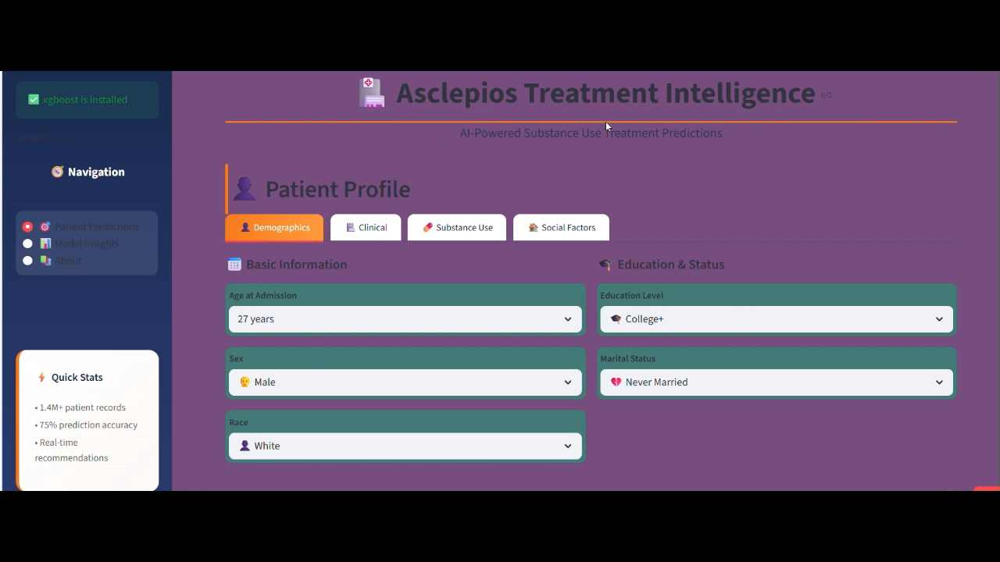 xgboost is installed
Navigation
Patient Predictions
Model Insights
About
Quick Stats
• 1.4M+ patient records
• 75% prediction accuracy
• Real-time
recommendations
Asclepios Treatment Intelligence
AI-Powered Substance Use Treatment Predictions
Patient Profile
Demographics
Clinical
Substance Use
Social Factors
Basic Information
Age at Admission
27 years
Sex
Male
Race
White
Education & Status
Education Level
College+
Marital Status
Never Married